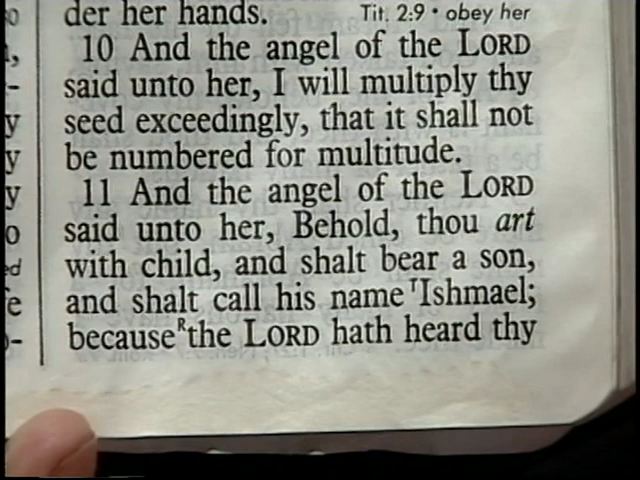 der her hands. Tit. 2:9 • obey her
10 And the angel of the LORD
said unto her, I will multiply thy
seed exceedingly, that it shall not
be numbered for multitude.
11 And the angel of the LORD
said unto her, Behold, thou art
with child, and shalt bear a son,
and shalt call his name TIshmael;
because Rthe LORD hath heard thy